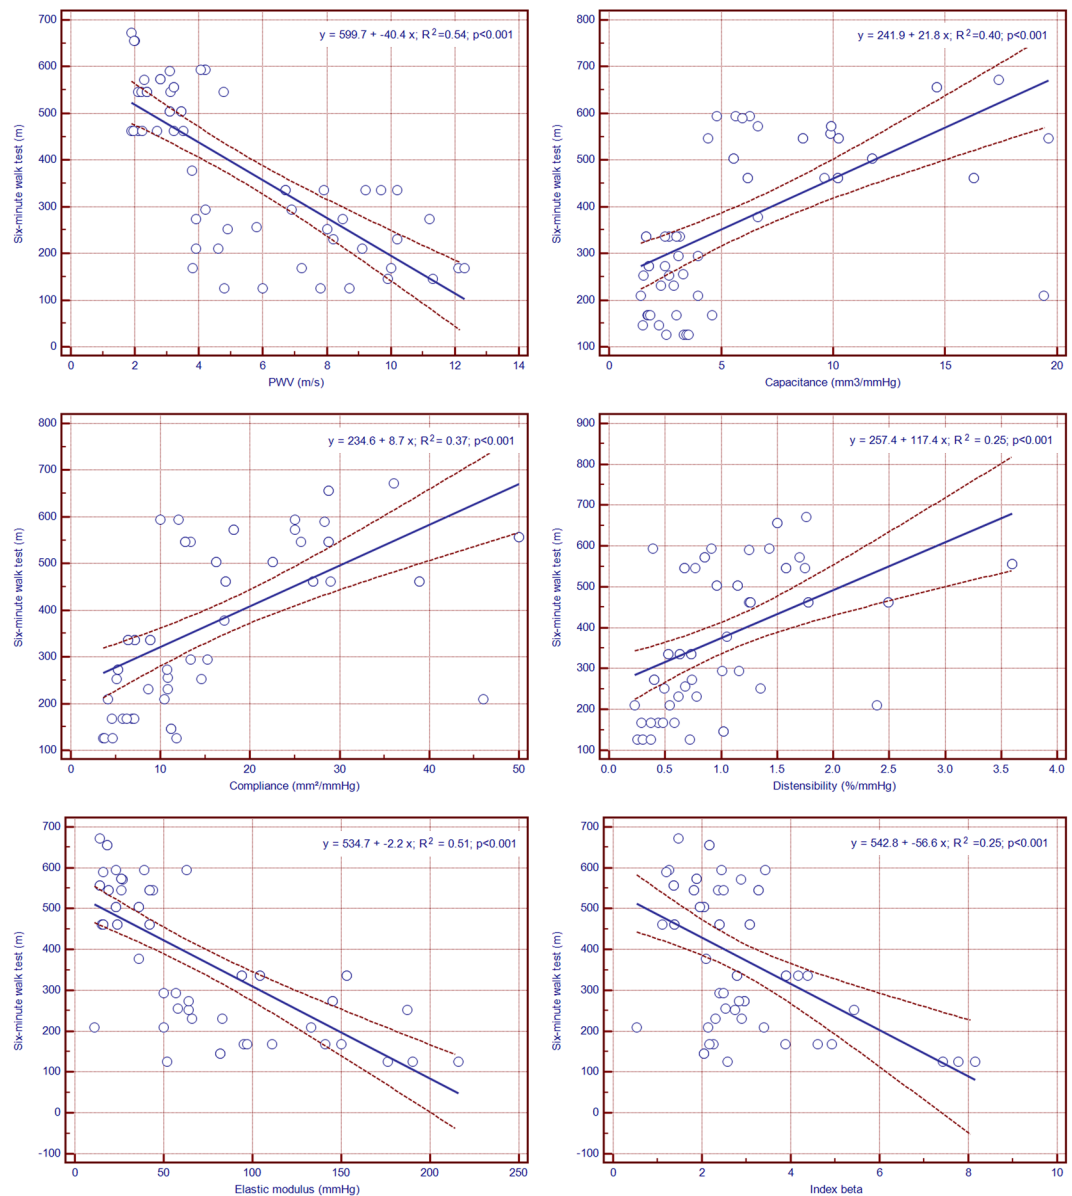 y = 599.7 + -40.4 x; R2=0.54; p<0.001
700
600
500
400
300
200
100
0
Six-minute walk test (m)
0 2 4 6 8 10 12 14
PWV (m/s)
y = 241.9 + 21.8 x; R2=0.40; p<0.001
800
700
600
500
400
300
200
100
Six-minute walk test (m)
0 5 10 15 20
Capacitance (mm3/mmHg)
y = 234.6 + 8.7 x; R2= 0.37; p<0.001
800
700
600
500
400
300
200
100
Six-minute walk test (m)
0 10 20 30 40 50
Compliance (mm²/mmHg)
y = 257.4 + 117.4 x; R2 = 0.25; p<0.001
900
800
700
600
500
400
300
200
100
Six-minute walk test (m)
0.0 0.5 1.0 1.5 2.0 2.5 3.0 3.5 4.0
Distensibility (%/mmHg)
y = 534.7 + -2.2 x; R2 = 0.51; p<0.001
700
600
500
400
300
200
100
0
-100
Six-minute walk test (m)
0 50 100 150 200 250
Elastic modulus (mmHg)
y = 542.8 + -56.6 x; R2 =0.25; p<0.001
700
600
500
400
300
200
100
0
-100
Six-minute walk test (m)
0 2 4 6 8 10
Index beta